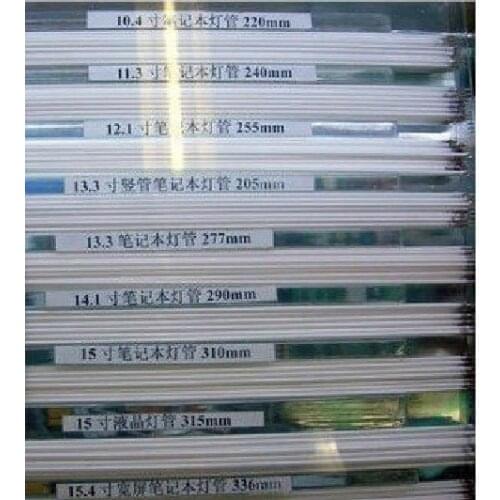 10.4 寸笔记本灯管 220mm
11.3 寸笔记本灯管 240mm
12.1 寸笔记本灯管 255mm
13.3 寸竖管笔记本灯管 205mm
13.3 笔记本灯管 277mm
14.1 寸笔记本灯管 290mm
15 寸笔记本灯管 310mm
15 寸液晶灯管 315mm
15.4 寸宽屏笔记本灯管 336mm